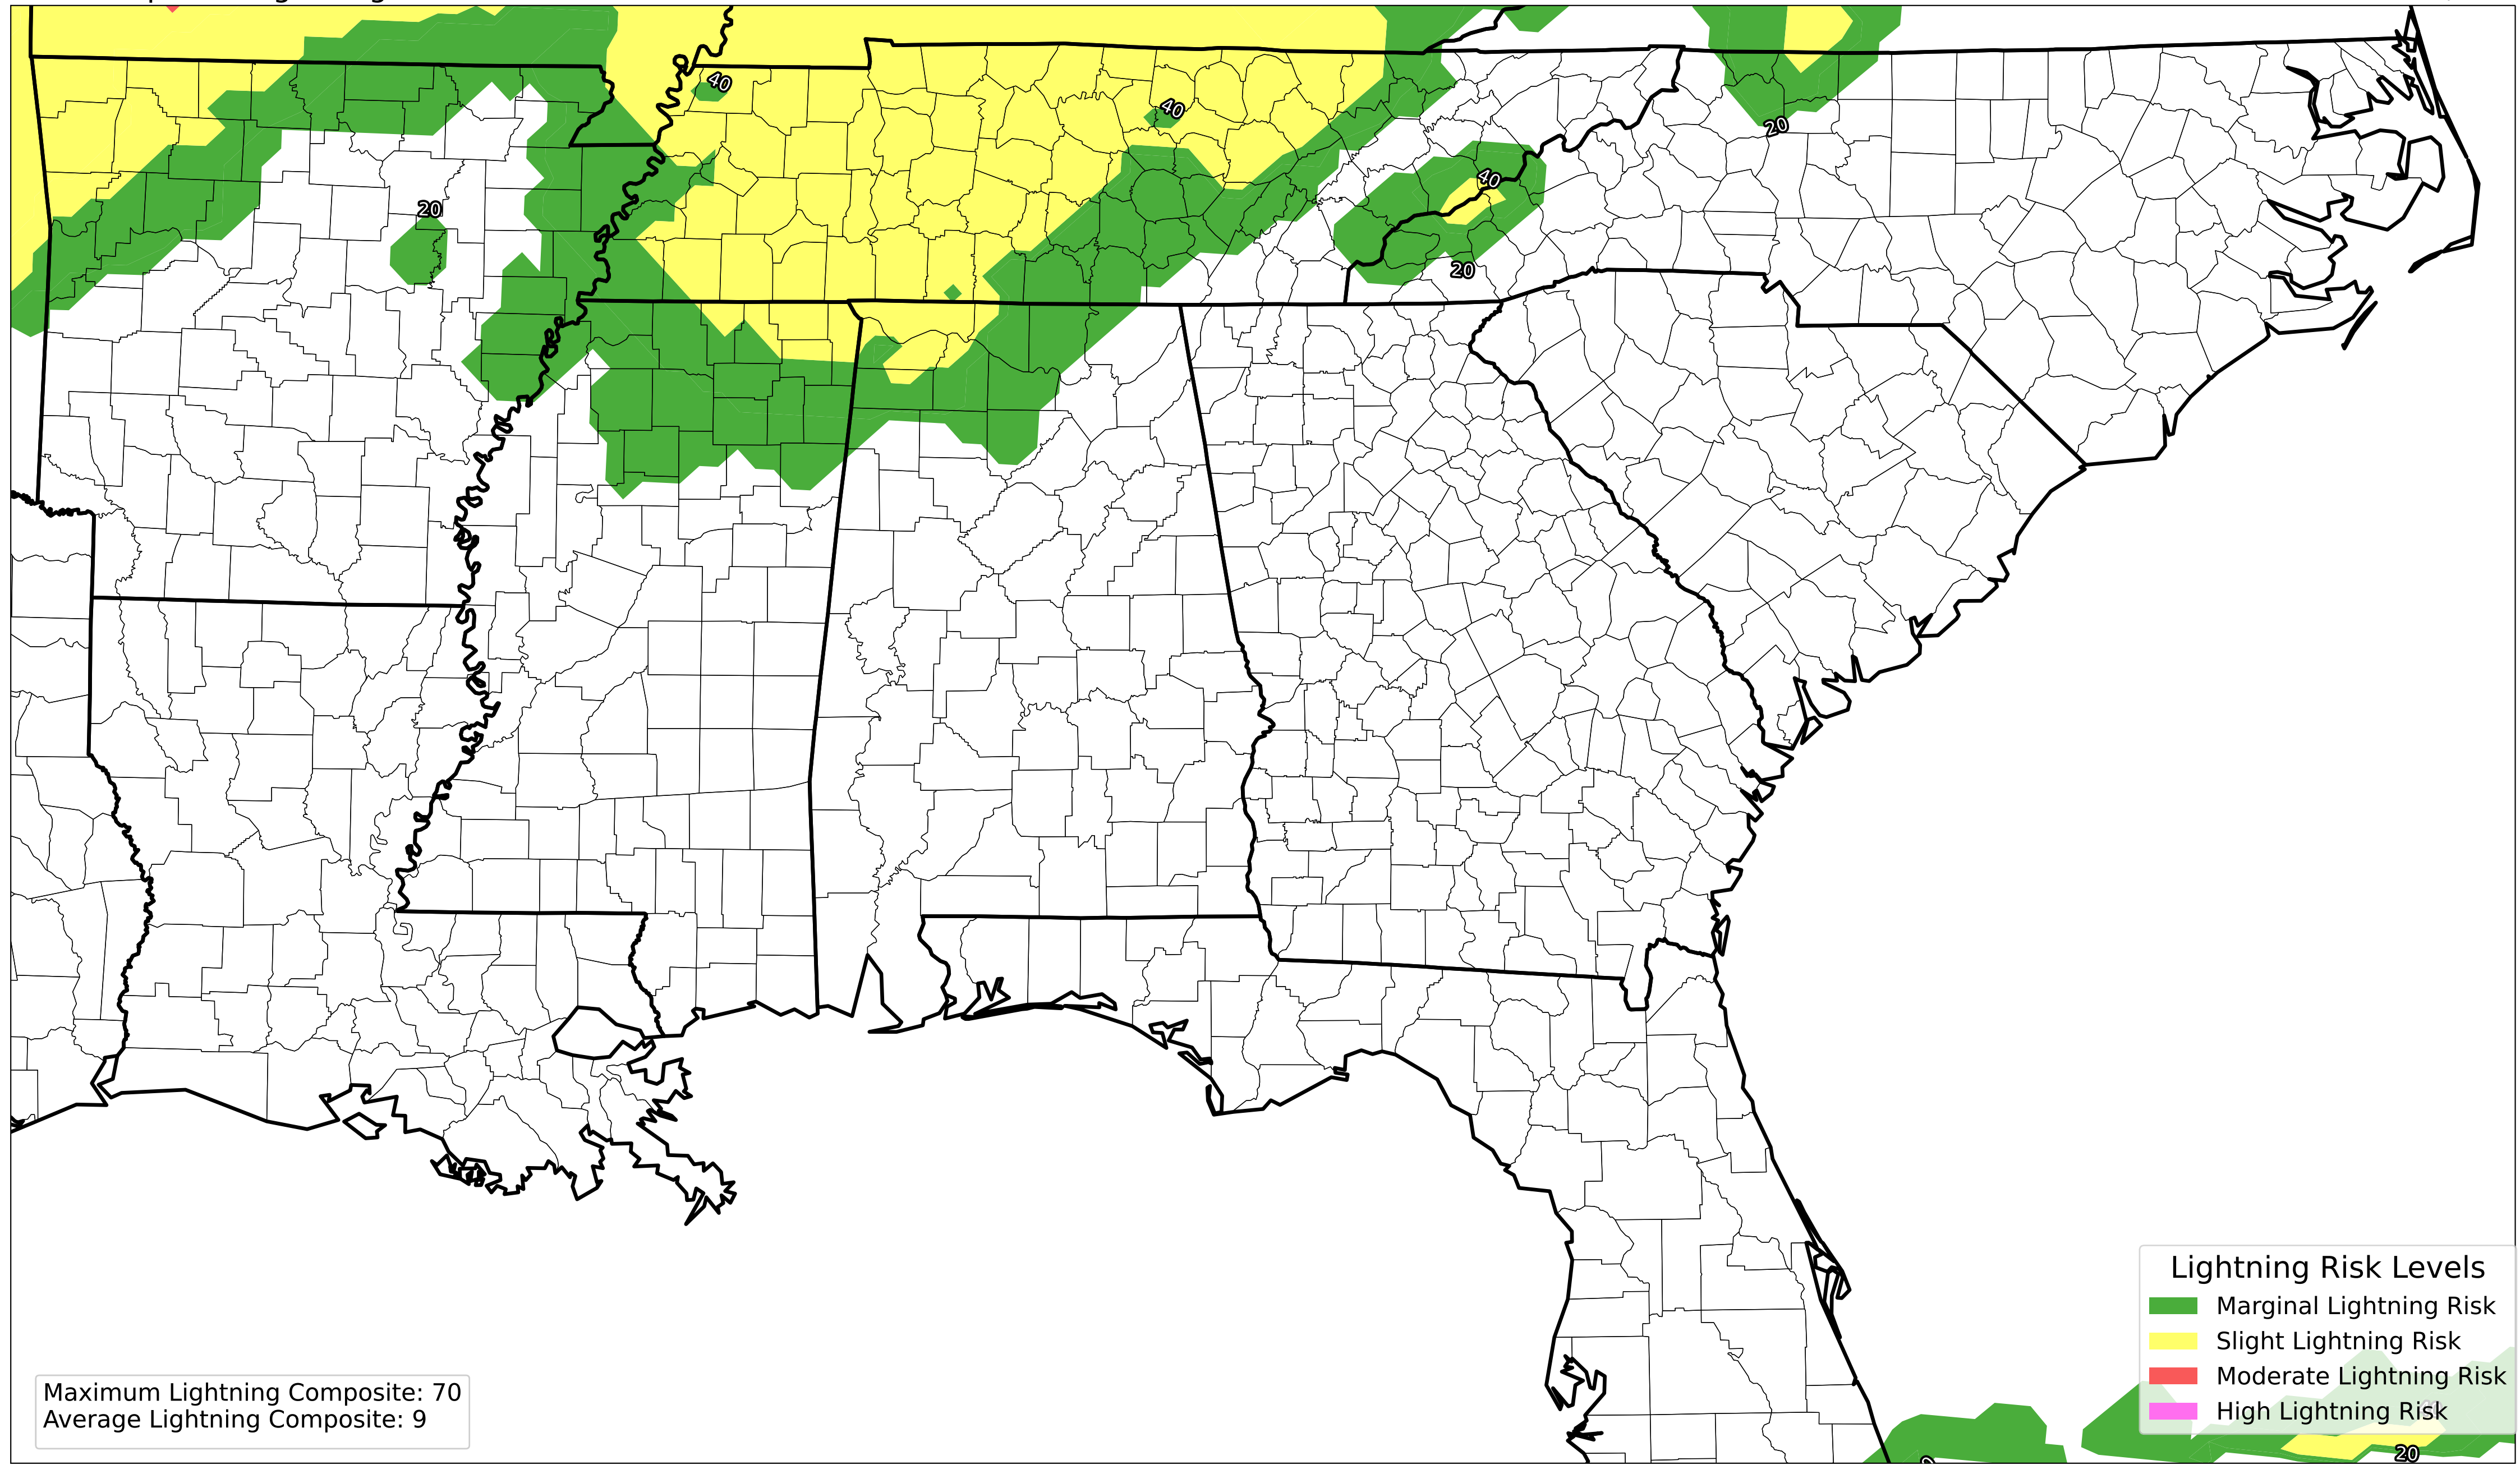 40
40
20
40
20
20
Lightning Risk Levels
Marginal Lightning Risk
Slight Lightning Risk
Moderate Lightning Risk
High Lightning Risk
Maximum Lightning Composite: 70
Average Lightning Composite: 9
20